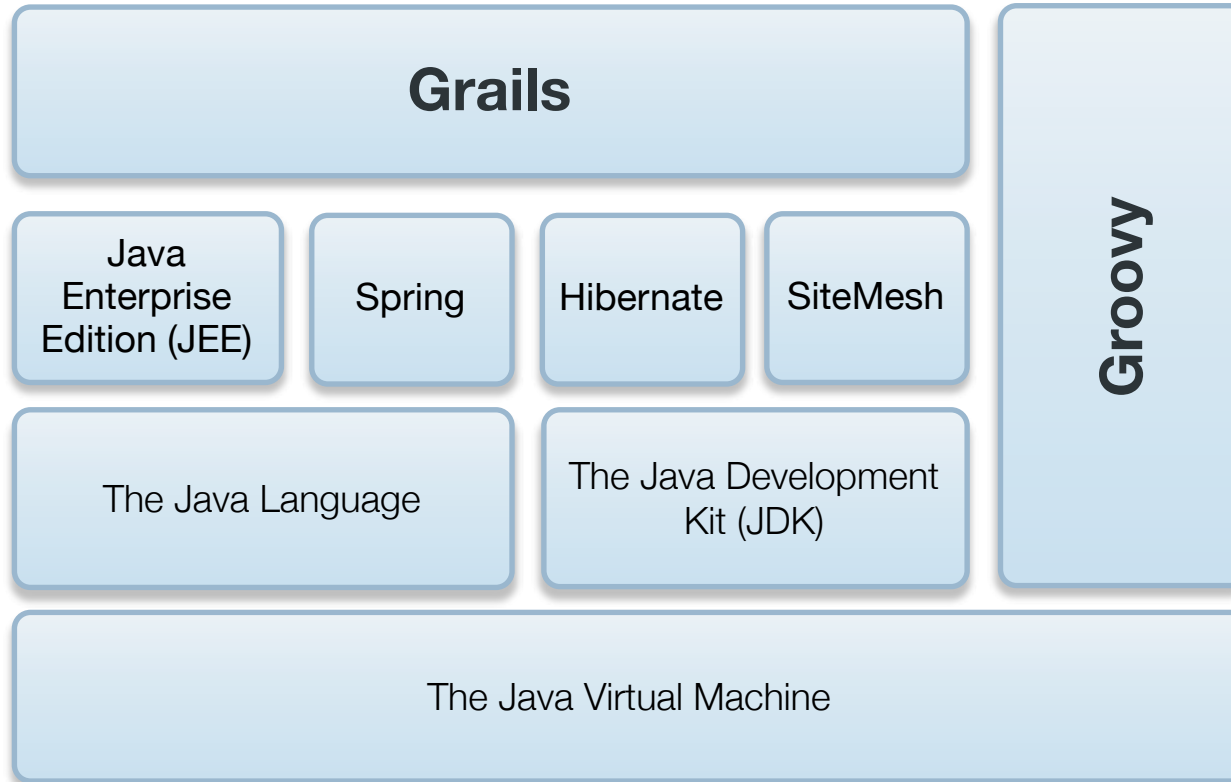 Grails
Groovy
Java
Enterprise
Edition (JEE)
Spring
Hibernate
SiteMesh
The Java Language
The Java Development
Kit (JDK)
The Java Virtual Machine